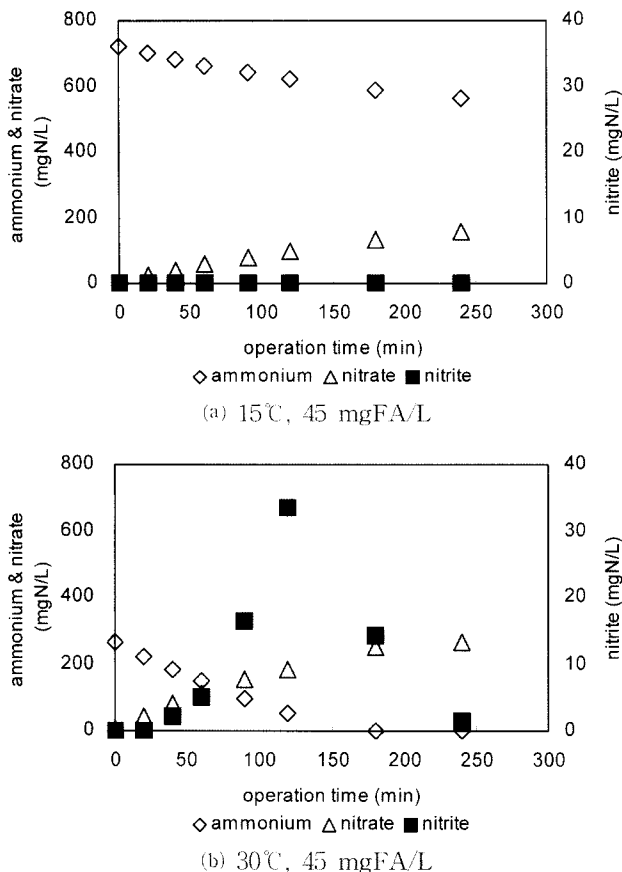 800
600
400
200
0
ammonium & nitrate
(mgN/L)
40
30
20
10
0
nitrite (mgN/L)
0 50 100 150 200 250 300
operation time (min)
◇ ammonium △ nitrate ■ nitrite
(a) 15℃, 45 mgFA/L
800
600
400
200
0
ammonium & nitrate
(mgN/L)
40
30
20
10
0
nitrite (mgN/L)
0 50 100 150 200 250 300
operation time (min)
◇ ammonium △ nitrate ■ nitrite
(b) 30℃, 45 mgFA/L